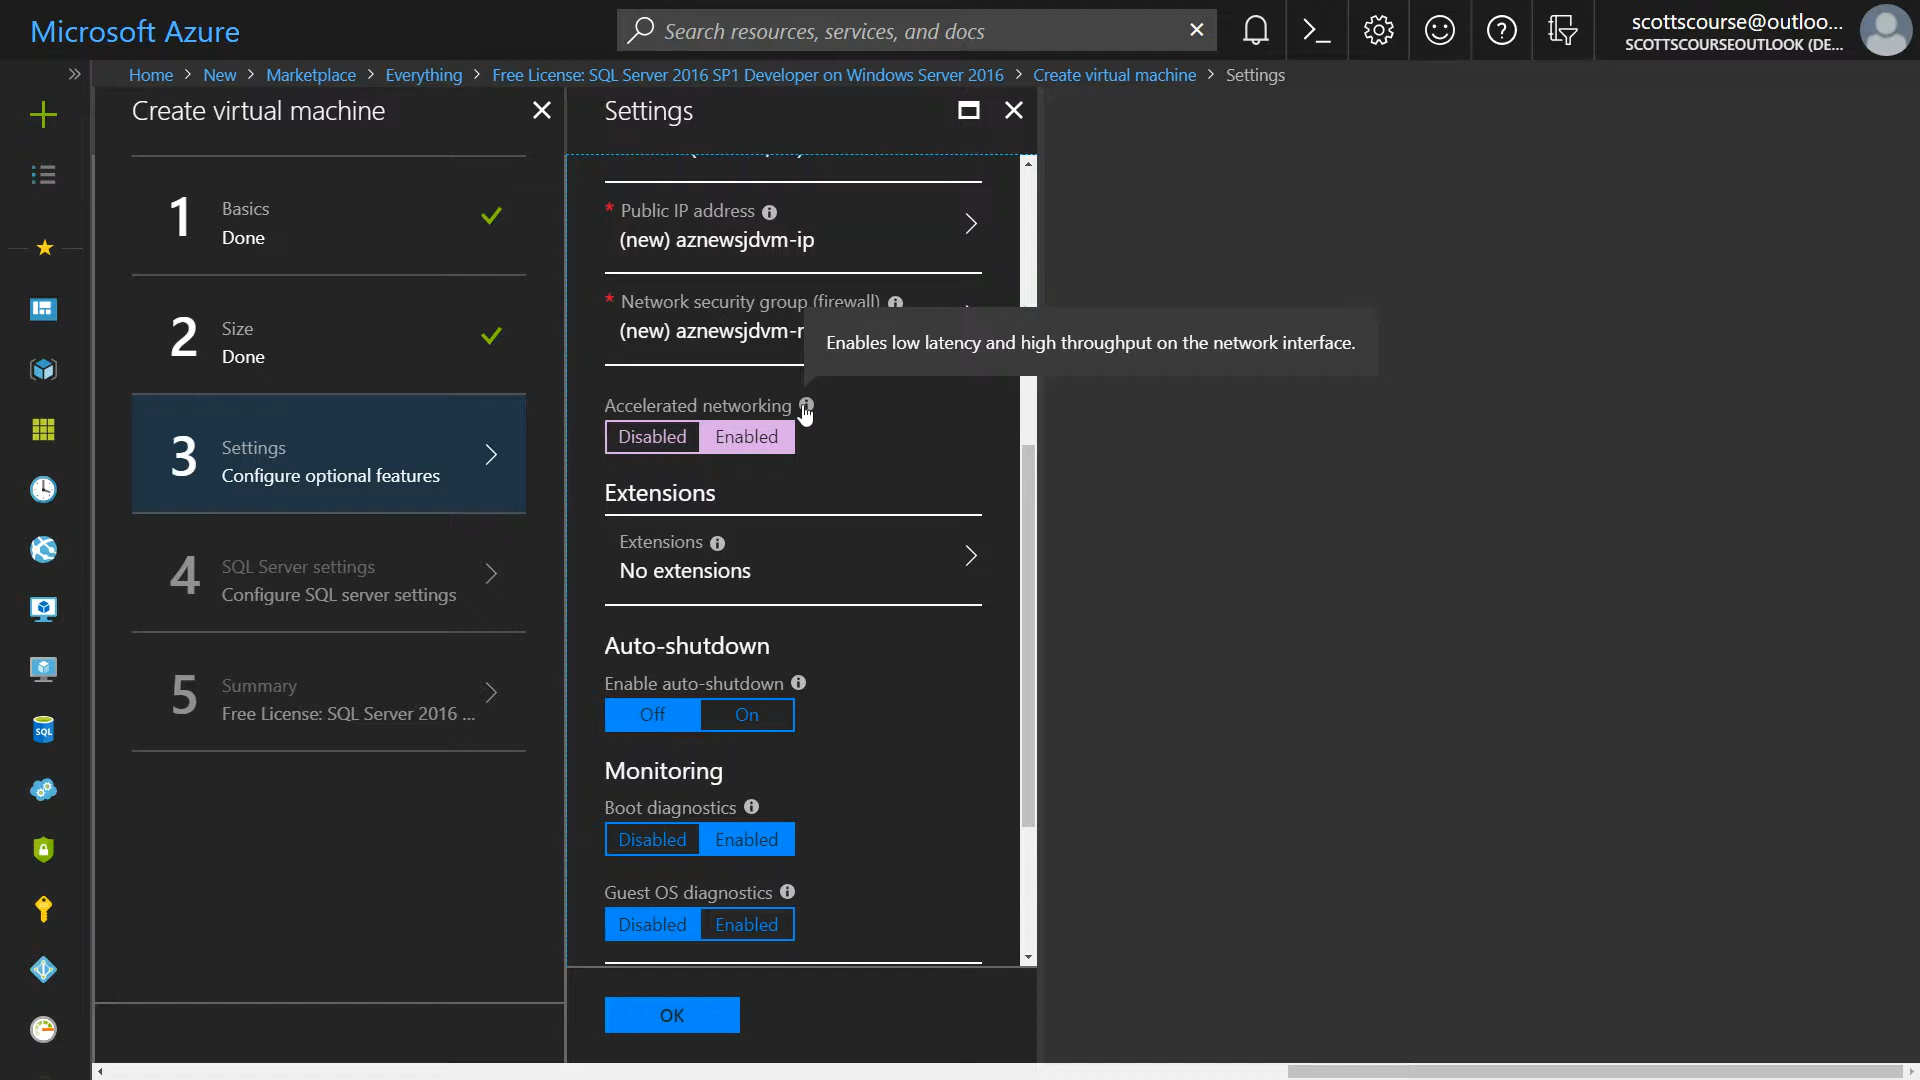 Microsoft Azure
Search resources, services, and docs
scottscourse@outloo...
SCOTTSCOURSEOUTLOOK (DE...
Home > New > Marketplace > Everything > Free License: SQL Server 2016 SP1 Developer on Windows Server 2016 > Create virtual machine > Settings
Create virtual machine
1
Basics
Done
2
Size
Done
3
Settings
Configure optional features
4
SQL Server settings
Configure SQL server settings
5
Summary
Free License: SQL Server 2016 ...
SQL
Settings
* Public IP address
(new) aznewsjdvm-ip
* Network security group (firewall)
(new) aznewsjdvm-
Enables low latency and high throughput on the network interface.
Accelerated networking
Disabled Enabled
Extensions
Extensions
No extensions
Auto-shutdown
Enable auto-shutdown
Off On
Monitoring
Boot diagnostics
Disabled Enabled
Guest OS diagnostics
Disabled Enabled
OK